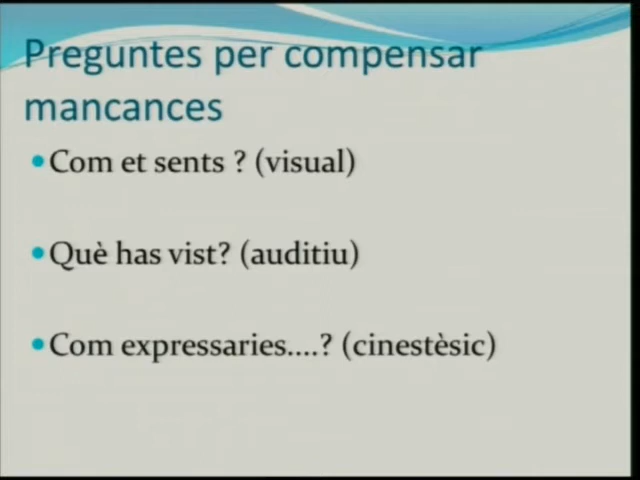 Preguntes per compensar
mancances
Com et sents ? (visual)
Què has vist? (auditiu)
Com expressaries....? (cinestèsic)